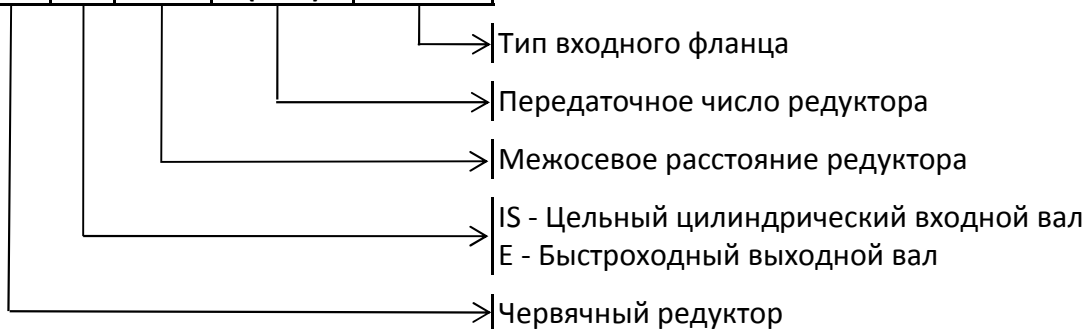 Тип входного фланца
Передаточное число редуктора
Межосевое расстояние редуктора
IS - Цельный цилиндрический входной вал
E - Быстроходный выходной вал
Червячный редуктор